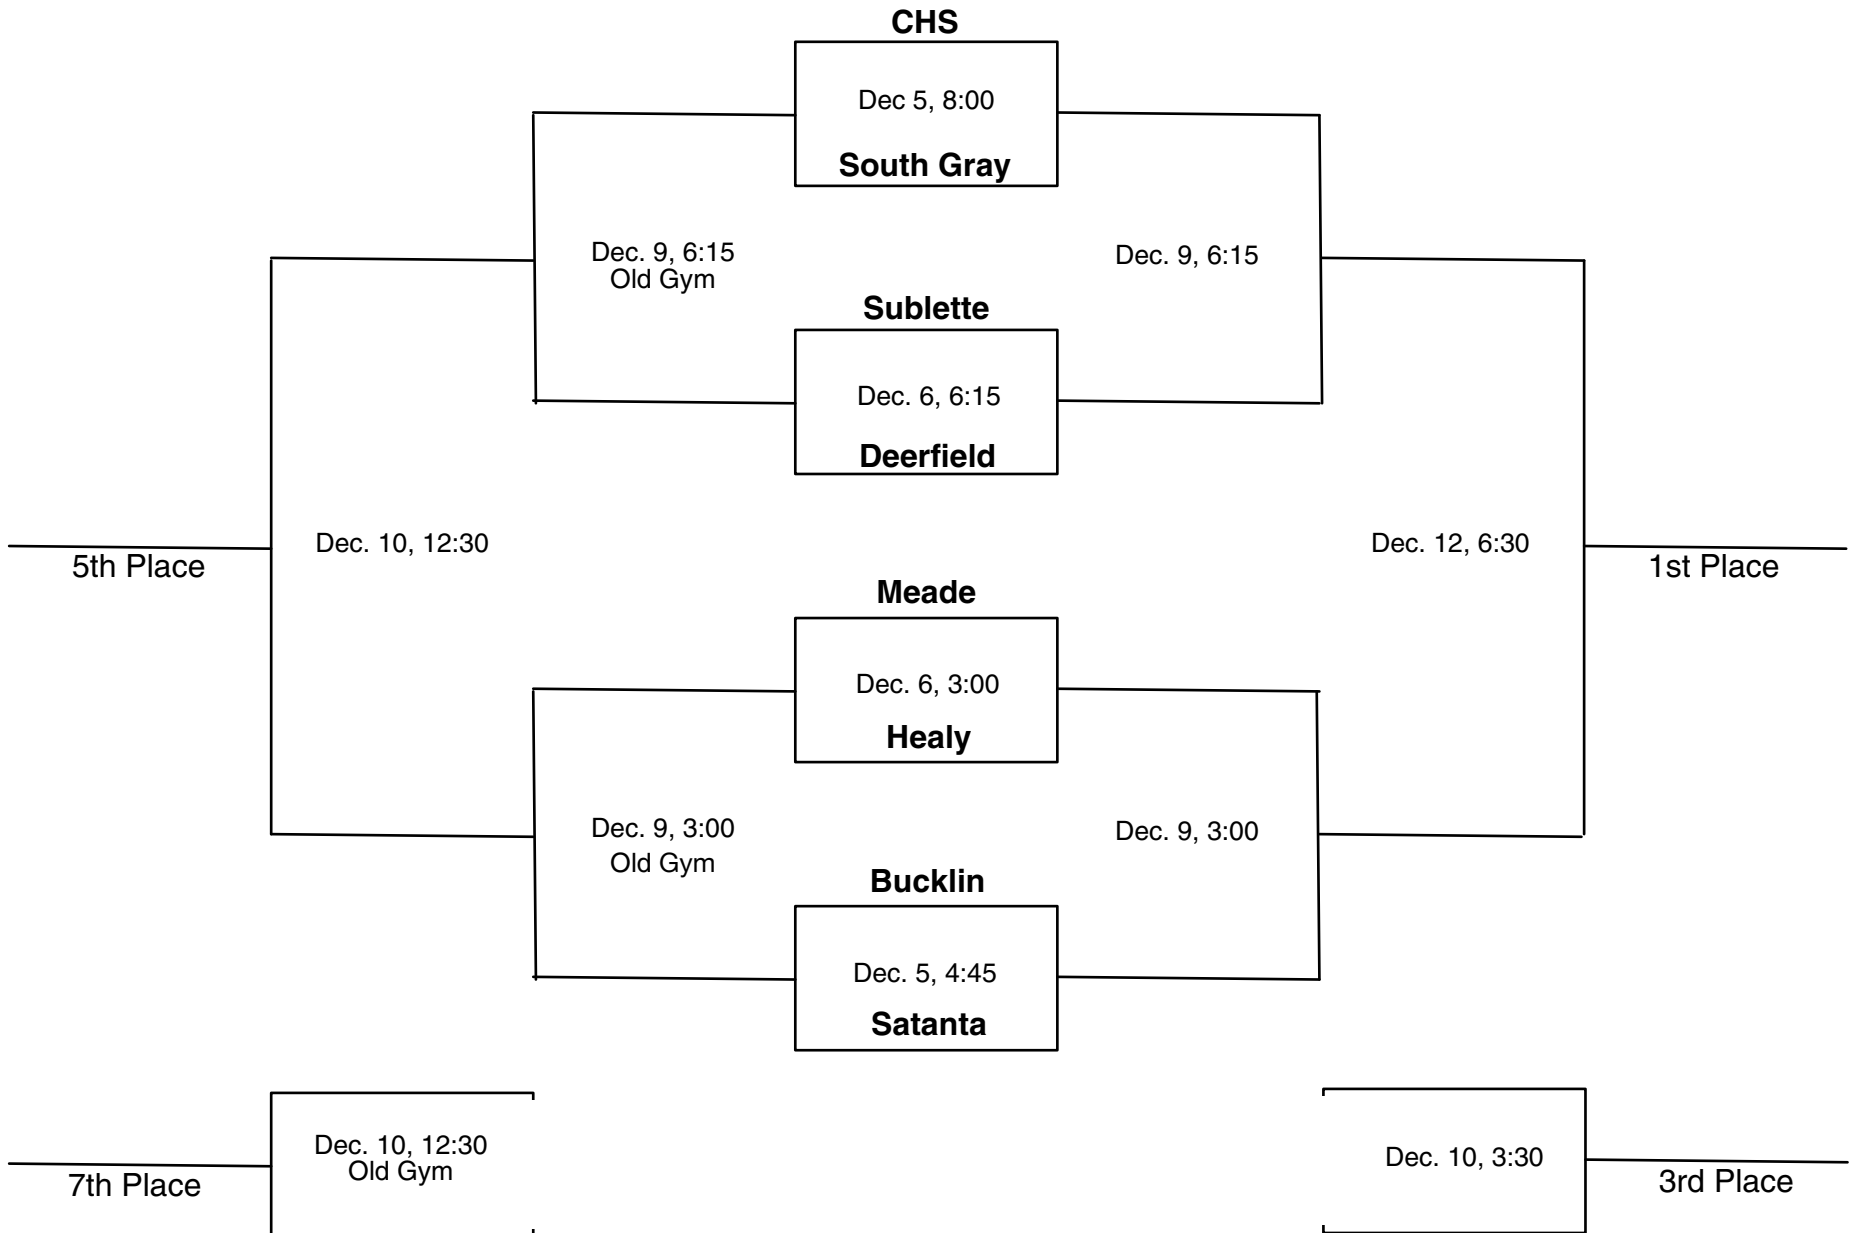 CHS
Dec 5, 8:00
South Gray
Dec. 9, 6:15
Old Gym
Dec. 9, 6:15
Sublette
Dec. 6, 6:15
Deerfield
Dec. 10, 12:30
5th Place
Dec. 12, 6:30
1st Place
Meade
Dec. 6, 3:00
Healy
Dec. 9, 3:00
Old Gym
Dec. 9, 3:00
Bucklin
Dec. 5, 4:45
Satanta
Dec. 10, 12:30
Old Gym
7th Place
Dec. 10, 3:30
3rd Place